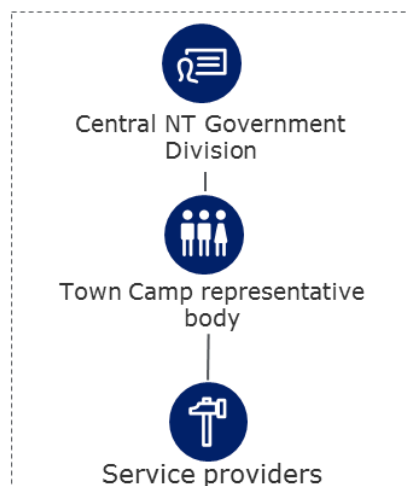 Central NT Government
Division
Town Camp representative
body
Service providers